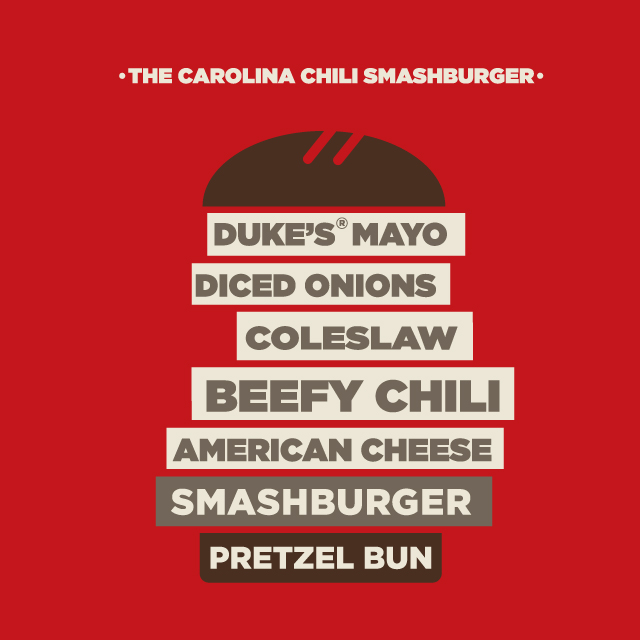 •THE CAROLINA CHILI SMASHBURGER•
DUKE'S® MAYO
DICED ONIONS
COLESLAW
BEEFY CHILI
AMERICAN CHEESE
SMASHBURGER
PRETZEL BUN